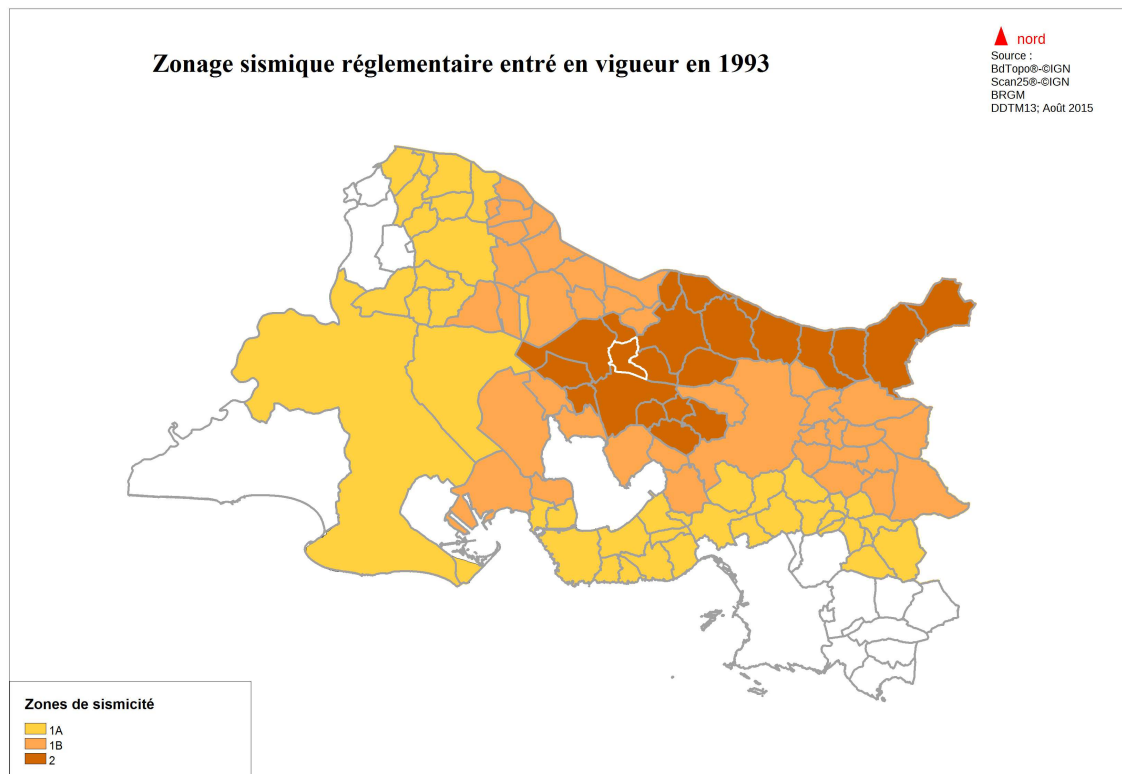 Zonage sismique réglementaire entré en vigueur en 1993
nord
Source :
BdTopo®-©IGN
Scan25®-©IGN
BRGM
DDTM13; Août 2015
Zones de sismicité
1A
1B
2